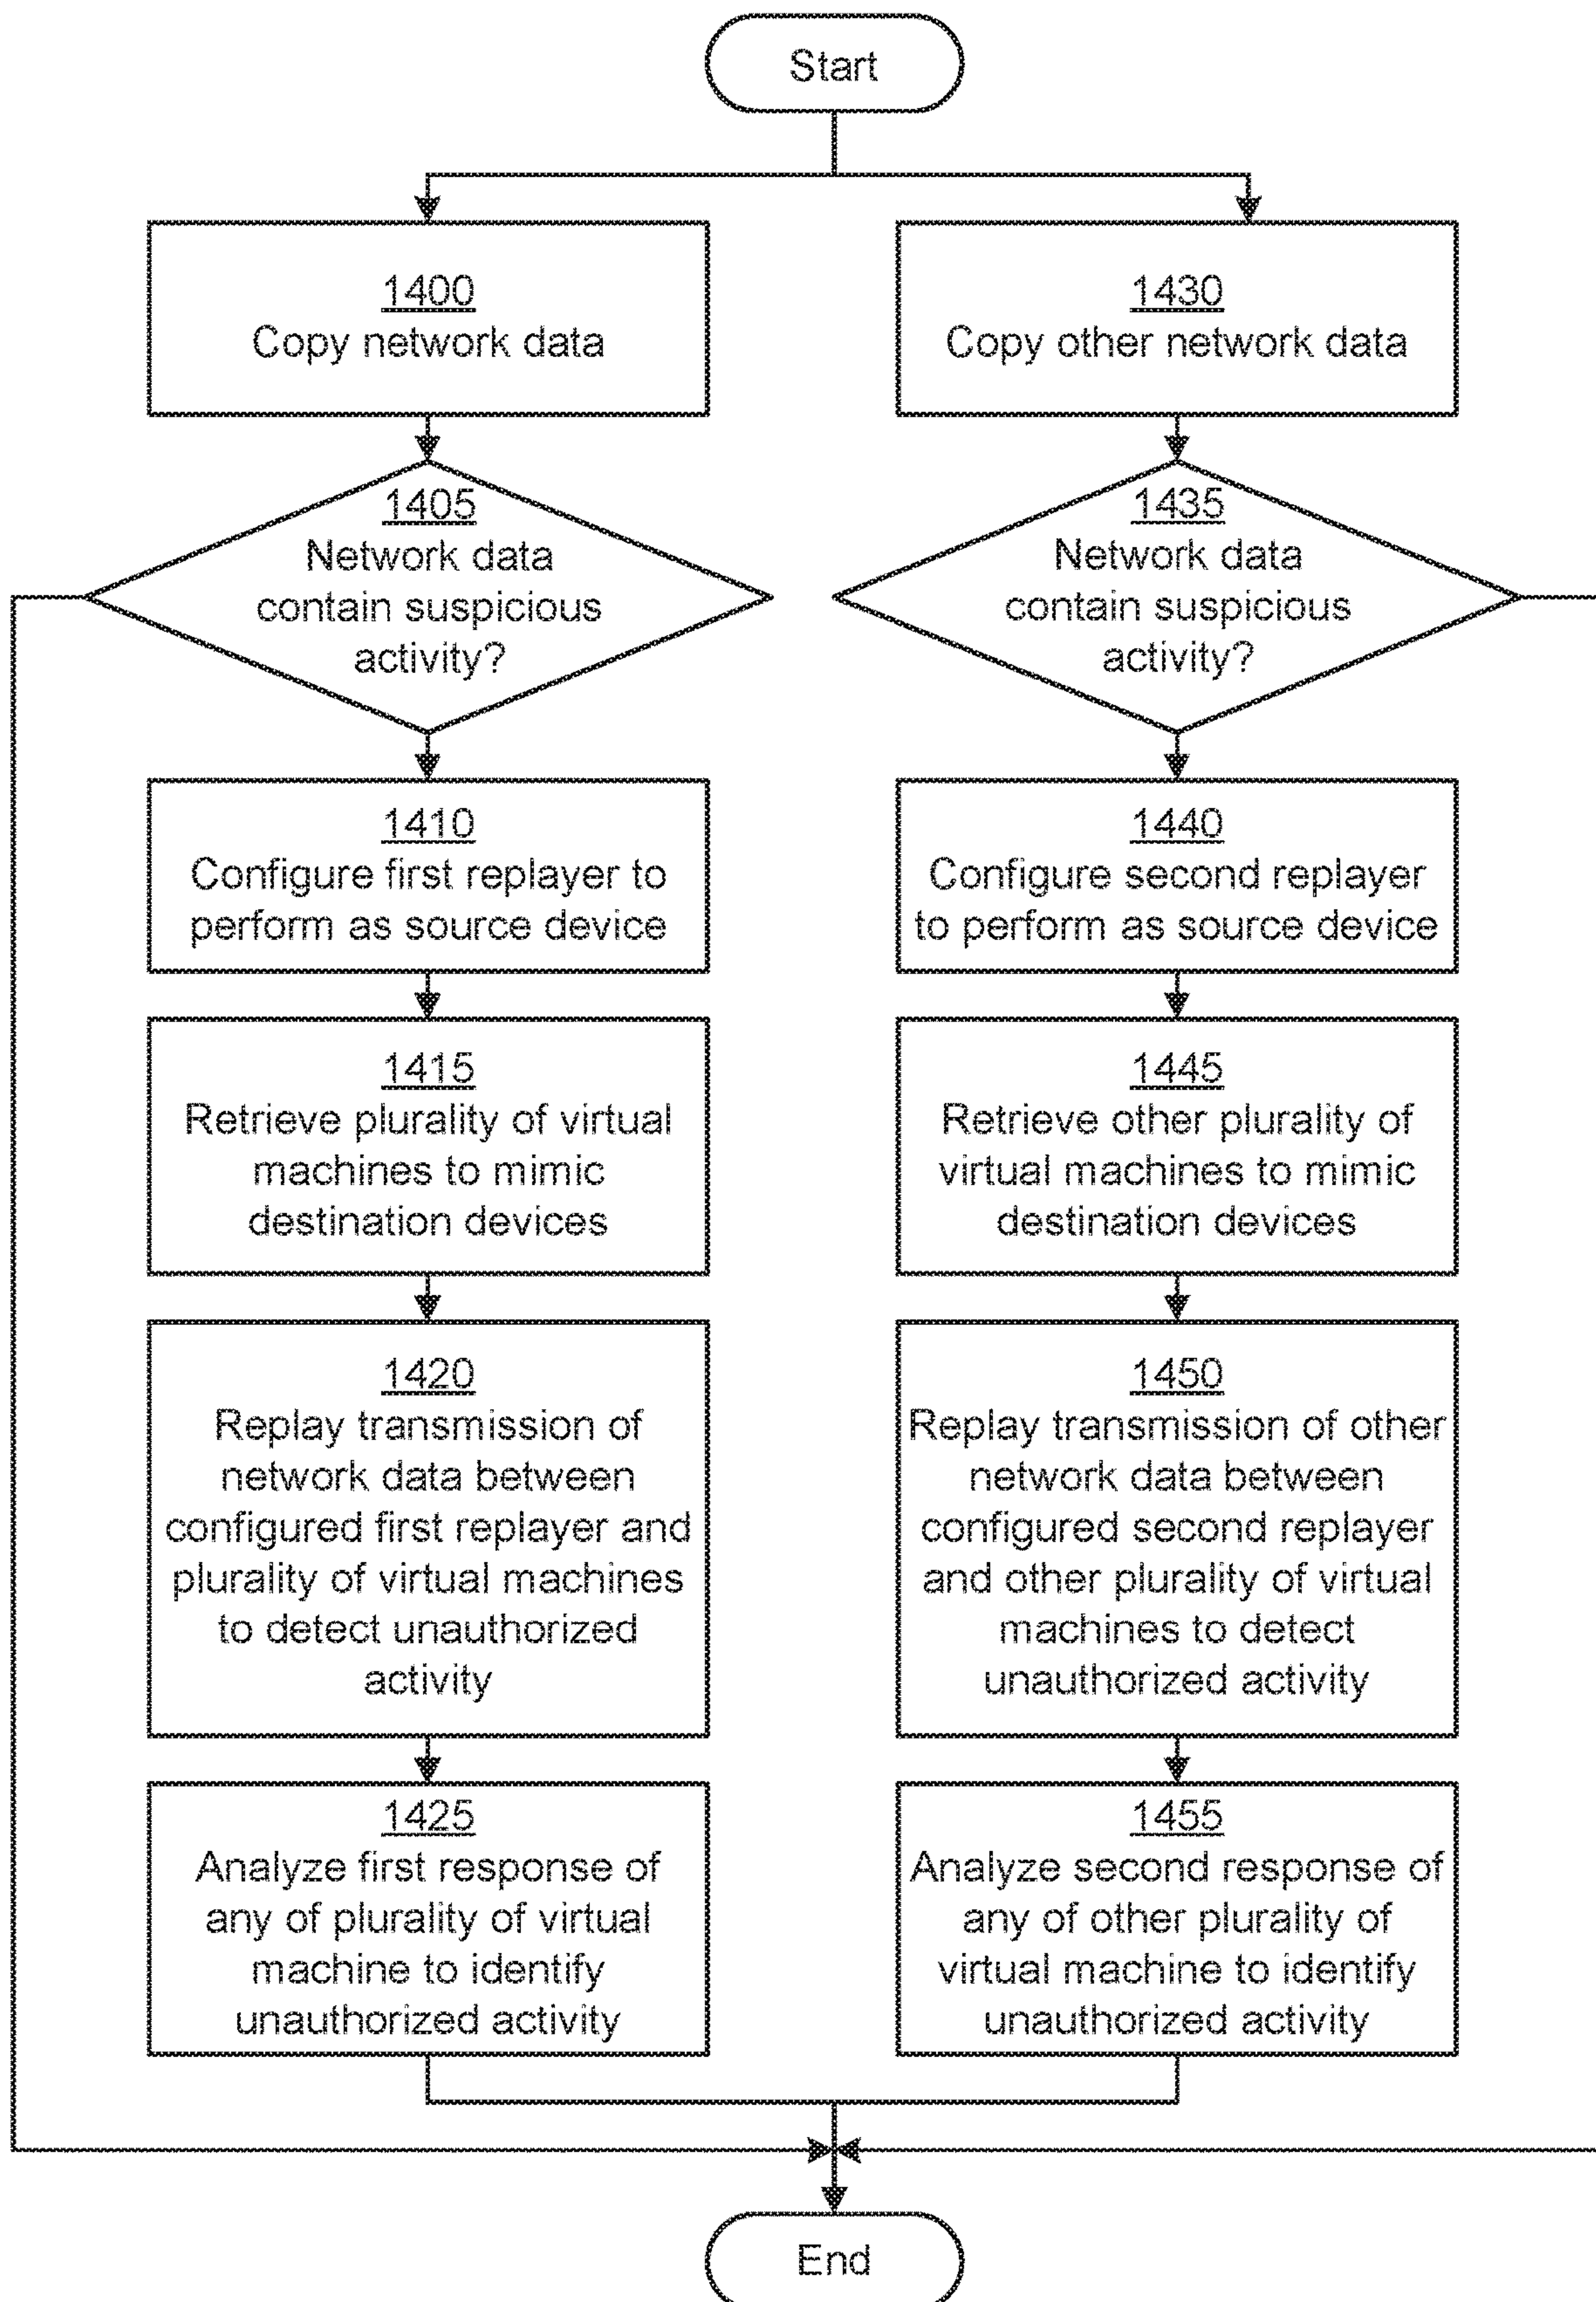 Start
1400
Copy network data
1405
Network data
contain suspicious
activity?
1410
Configure first replayer to
perform as source device
1415
Retrieve plurality of virtual
machines to mimic
destination devices
1420
Replay transmission of
network data between
configured first replayer and
plurality of virtual machines
to detect unauthorized
activity
1425
Analyze first response of
any of plurality of virtual
machine to identify
unauthorized activity
1430
Copy other network data
1435
Network data
contain suspicious
activity?
1440
Configure second replayer
to perform as source device
1445
Retrieve other plurality of
virtual machines to mimic
destination devices
1450
Replay transmission of other
network data between
configured second replayer
and other plurality of virtual
machines to detect
unauthorized activity
1455
Analyze second response of
any of other plurality of
virtual machine to identify
unauthorized activity
End